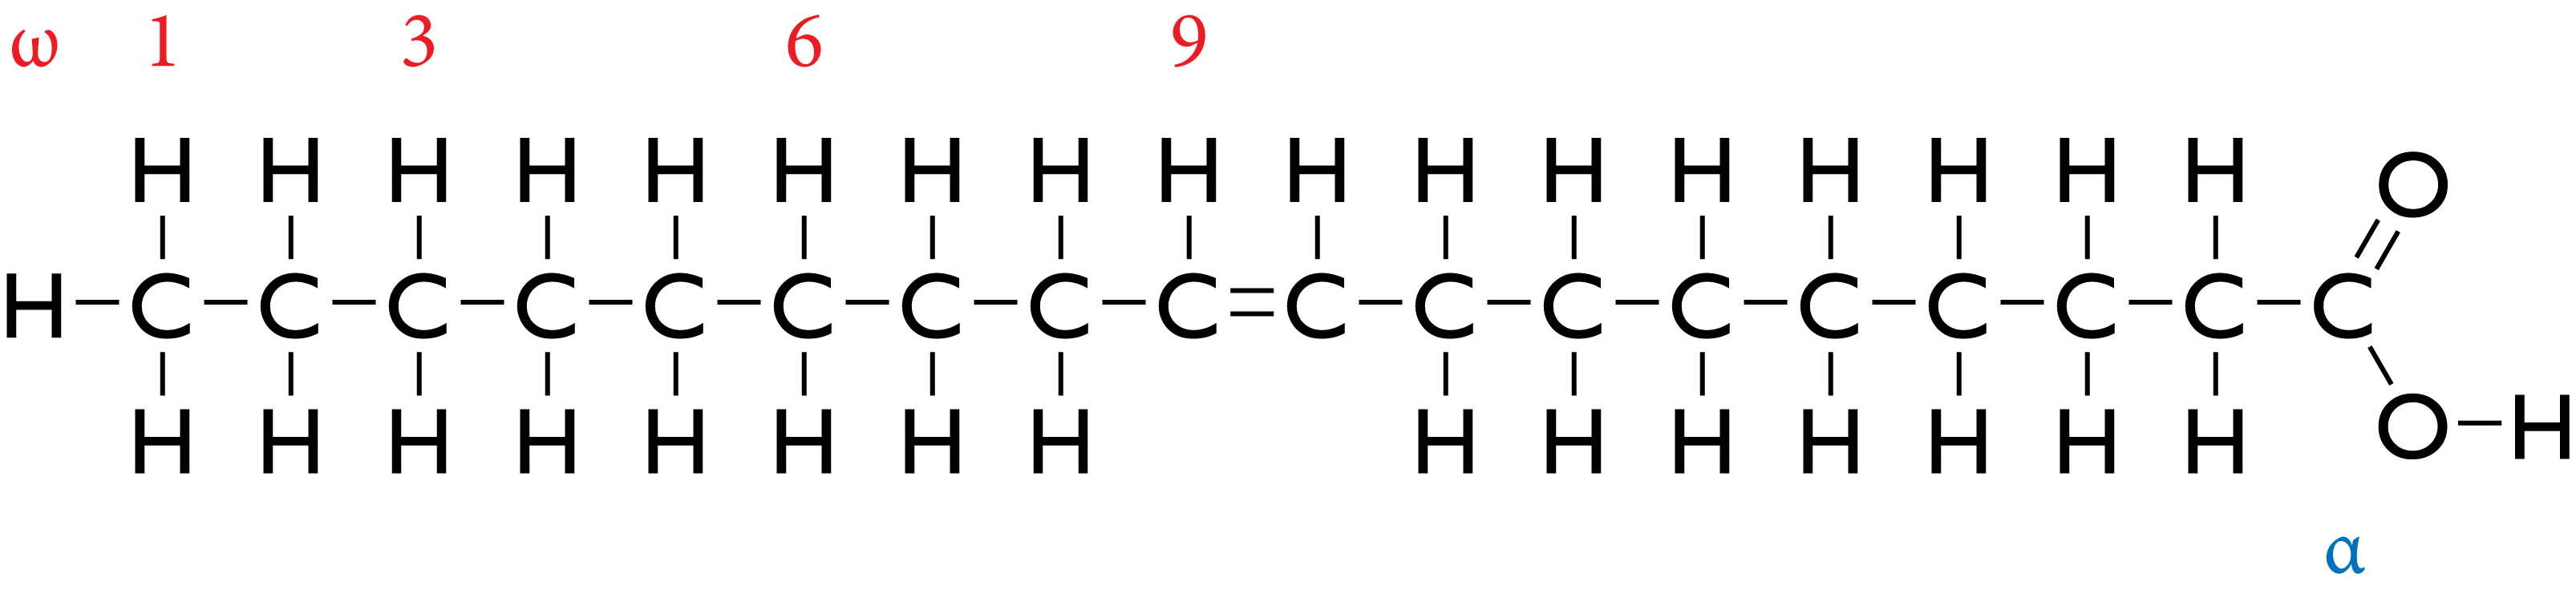 ω 1 3 6 9
H H H H H H H H H H H H H H H H H O
H C C C C C C C C C C C C C C C C C C
H H H H H H H H H H H H H H H O H
α